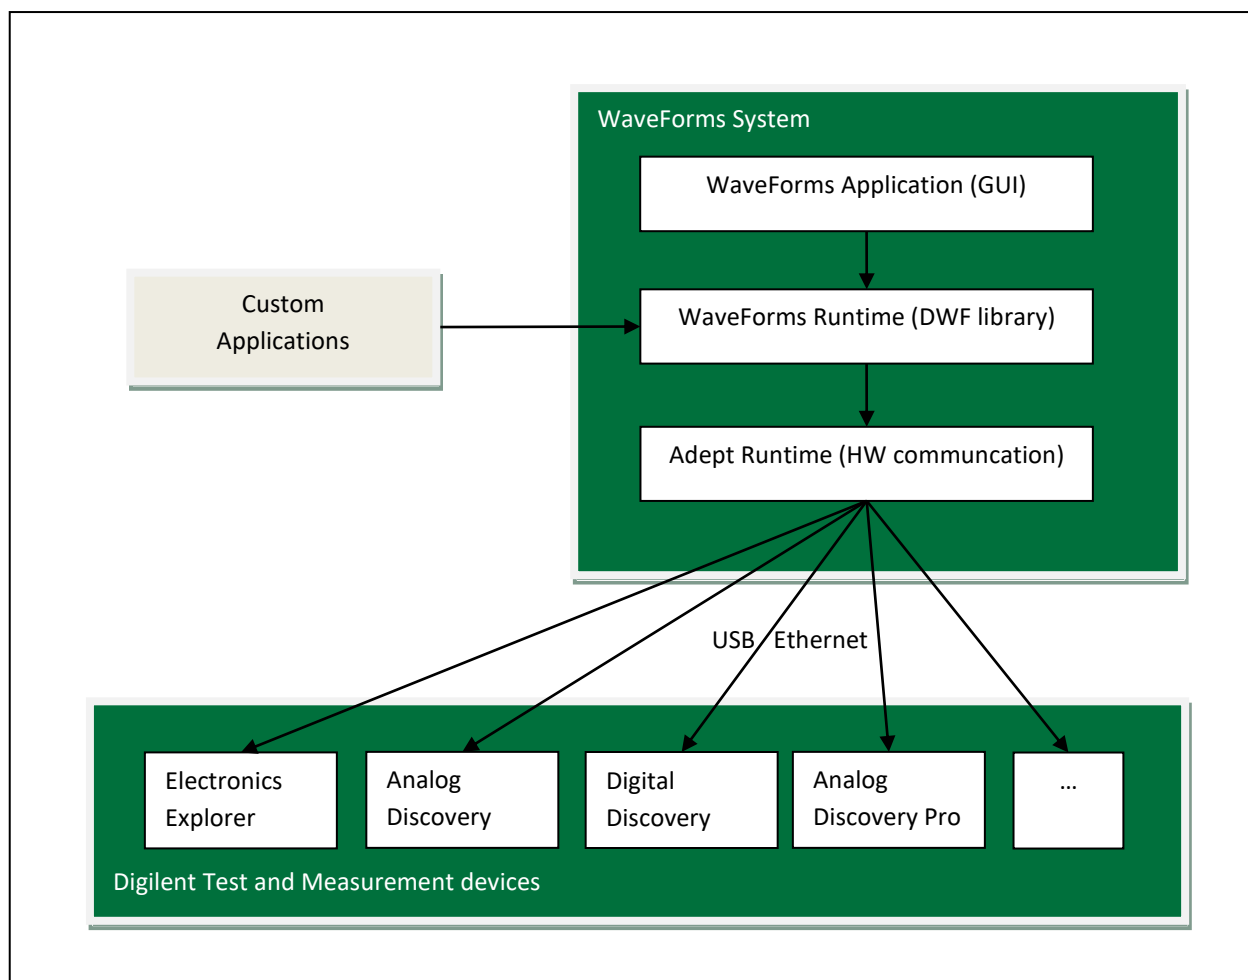 WaveForms System
WaveForms Application (GUI)
Custom
Applications
WaveForms Runtime (DWF library)
Adept Runtime (HW communcation)
USB / Ethernet
Electronics
Explorer
Analog
Discovery
Digital
Discovery
Analog
Discovery Pro
...
Digilent Test and Measurement devices